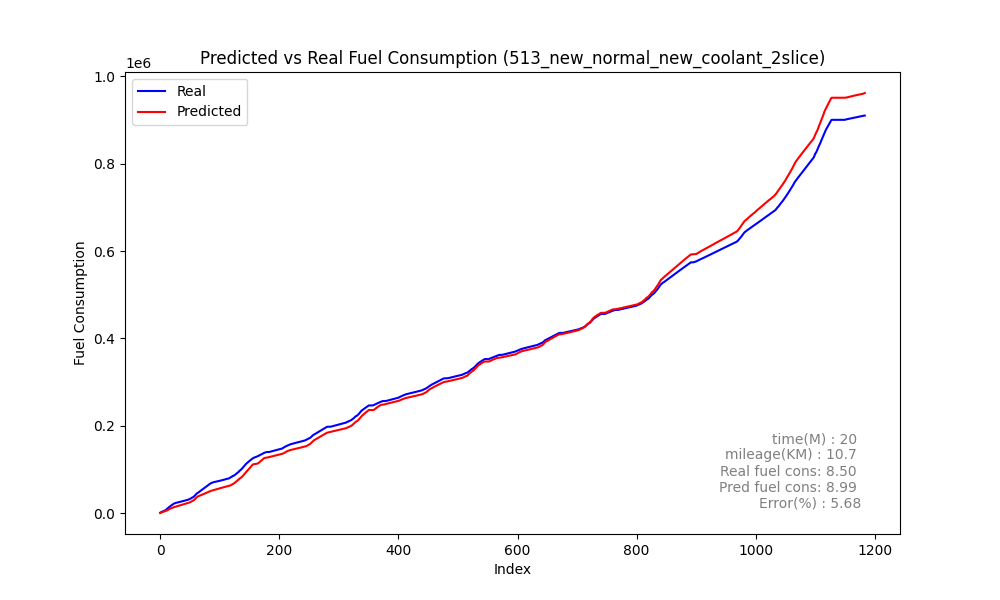 Predicted vs Real Fuel Consumption (513_new_normal_new_coolant_2slice)
1e6
Real
Predicted
1.0
0.8
0.6
0.4
0.2
0.0
Fuel Consumption
time(M) : 20
mileage(KM) : 10.7
Real fuel cons: 8.50
Pred fuel cons: 8.99
Error(%) : 5.68
0 200 400 600 800 1000 1200
Index